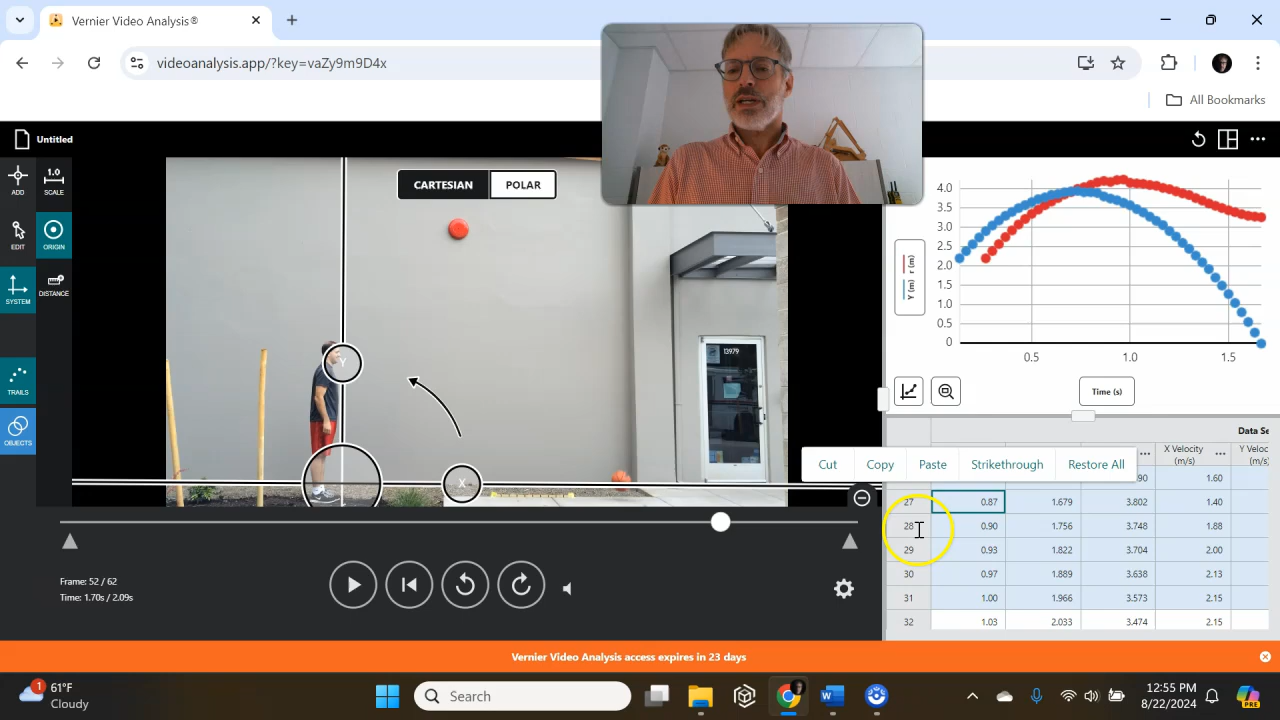 Vernier Video Analysis®
videoanalysis.app/?key=vaZy9m9D4x
All Bookmarks
Untitled
ADD
1.0
SCALE
EDIT
ORIGIN
SYSTEM
DISTANCE
TRAILS
OBJECTS
CARTESIAN
POLAR
Y
X
13979
4.0
3.5
3.0
2.5
2.0
1.5
1.0
0.5
0
Y (m) r (m)
0.5 1.0 1.5
Time (s)
Data Se
X Velocity
(m/s)
Y Veloc
(m/s
Cut Copy Paste Strikethrough Restore All
90 1.60
27 0.87 1.679 3.802 1.40
28 0.90 1.756 3.748 1.88
29 0.93 1.822 3.704 2.00
30 0.97 1.889 3.638 2.13
31 1.00 1.966 3.573 2.15
32 1.03 2.033 3.474 2.15
Frame: 52 / 62
Time: 1.70s / 2.09s
Vernier Video Analysis access expires in 23 days
1
61°F
Cloudy
Search
W
12:55 PM
8/22/2024
PRE